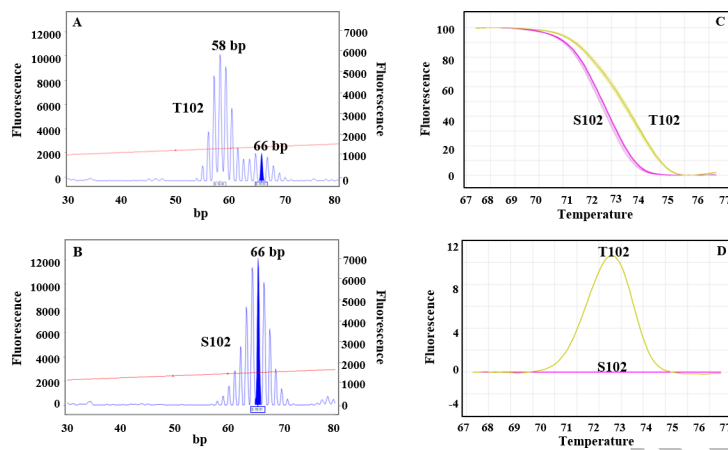 A
58 bp
T102
66 bp
Fluorescence
12000
10000
8000
6000
4000
2000
0
7000
6000
5000
4000
3000
2000
1000
0
Fluorescence
30 40 50 60 70 80
bp
C
Fluorescence
100
80
60
40
20
0
S102 T102
67 68 69 70 71 72 73 74 75 76 77
Temperature
B
66 bp
S102
Fluorescence
12000
10000
8000
6000
4000
2000
0
7000
6000
5000
4000
3000
2000
1000
0
Fluorescence
30 40 50 60 70 80
bp
D
T102
S102
Fluorescence
12
8
4
0
-4
67 68 69 70 71 72 73 74 75 76 77
Temperature